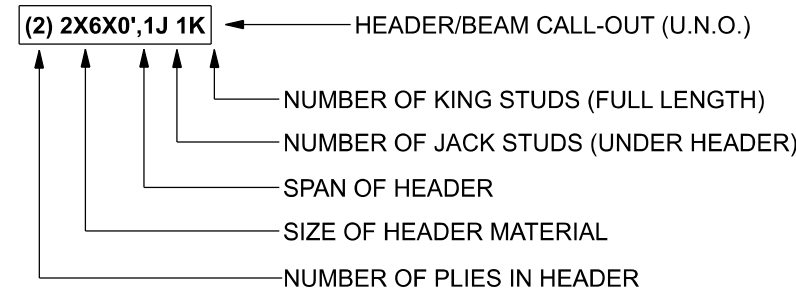 (2) 2X6X0',1J 1K
HEADER/BEAM CALL-OUT (U.N.O.)
NUMBER OF KING STUDS (FULL LENGTH)
NUMBER OF JACK STUDS (UNDER HEADER)
SPAN OF HEADER
SIZE OF HEADER MATERIAL
NUMBER OF PLIES IN HEADER